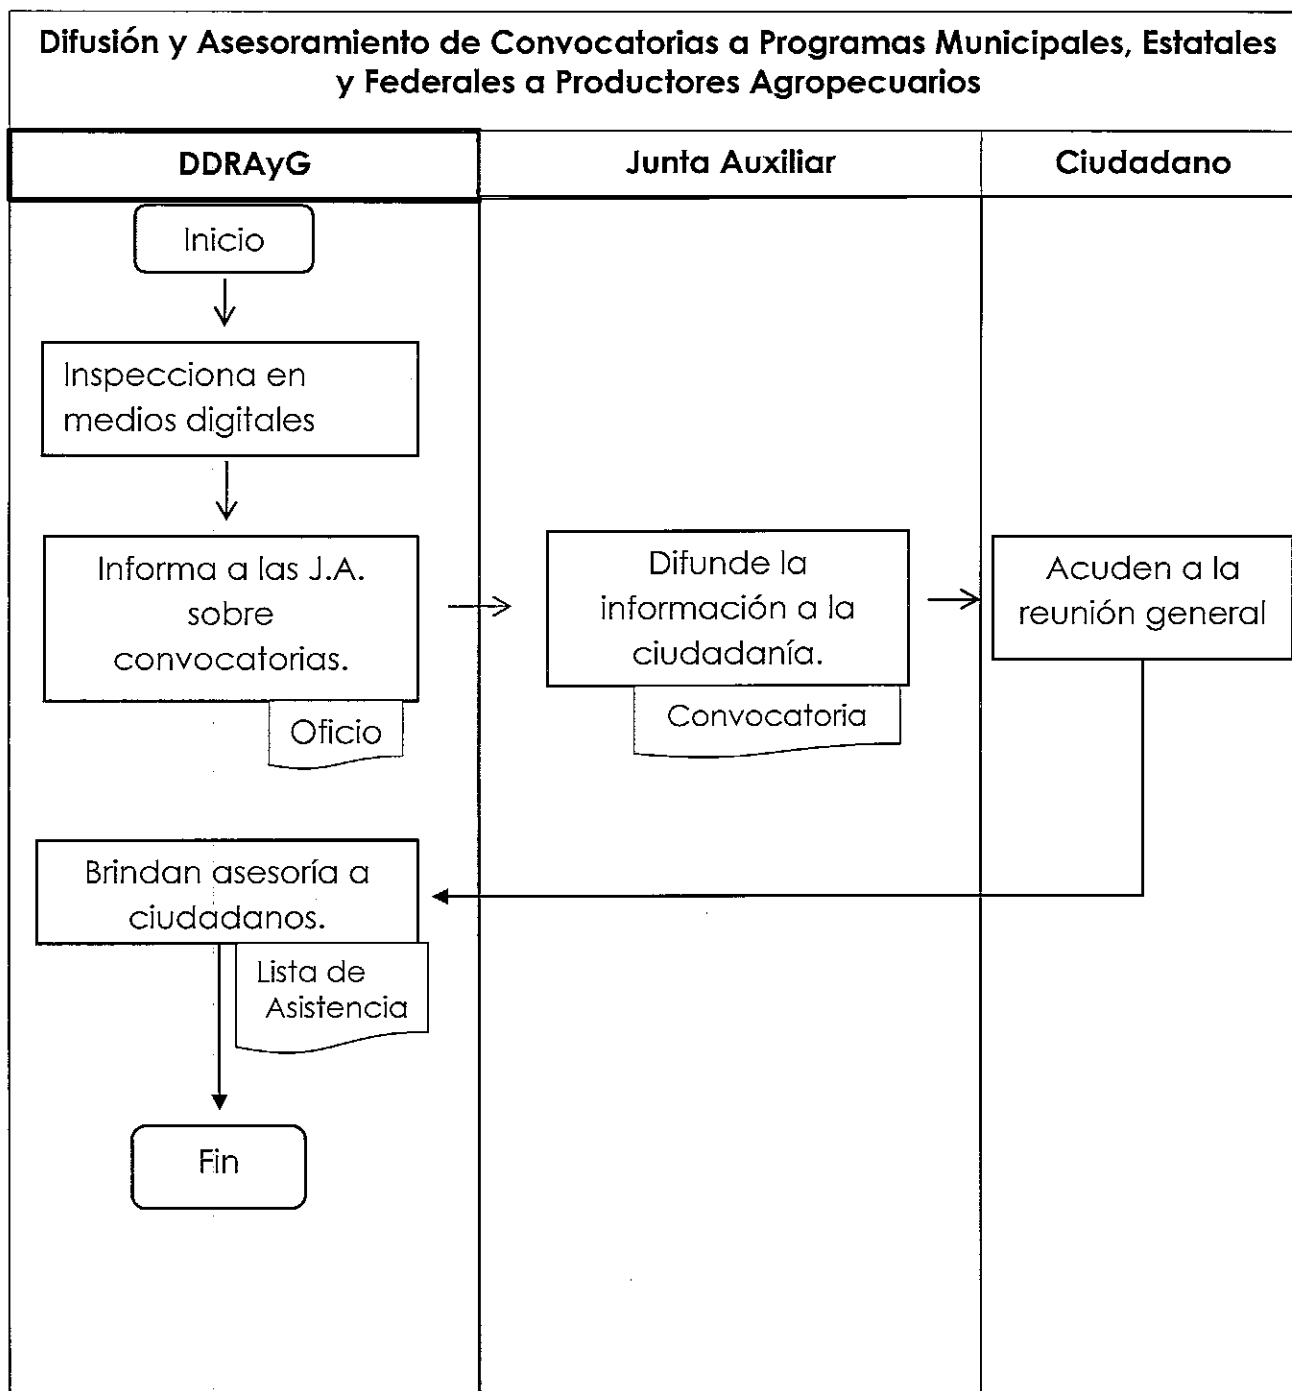 Difusión y Asesoramiento de Convocatorias a Programas Municipales, Estatales
y Federales a Productores Agropecuarios
DDRAyG
Junta Auxiliar
Ciudadano
Inicio
Inspecciona en
medios digitales
Informa a las J.A.
sobre
convocatorias.
Oficio
Difunde la
información a la
ciudadanía.
Convocatoria
Acuden a la
reunión general
Brindan asesoría a
ciudadanos.
Lista de
Asistencia
Fin